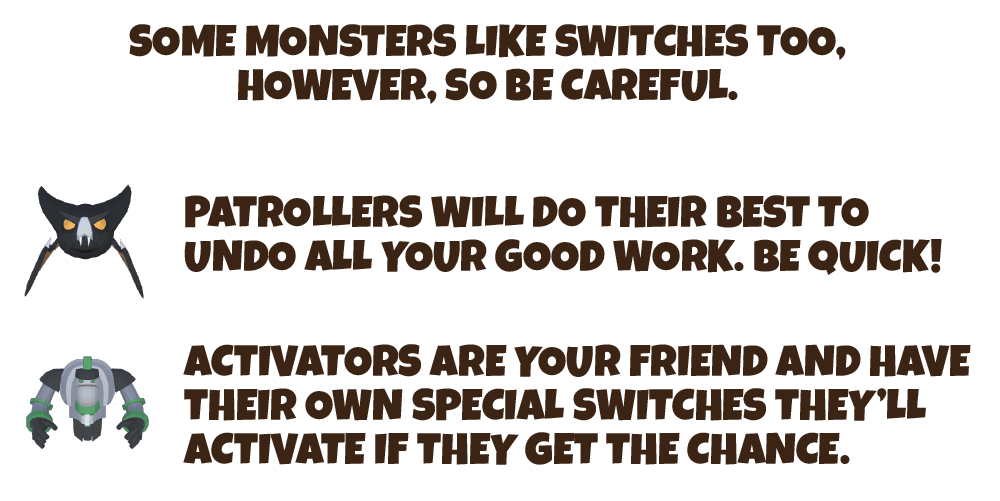 SOME MONSTERS LIKE SWITCHES TOO,
HOWEVER, SO BE CAREFUL.
PATROLLERS WILL DO THEIR BEST TO
UNDO ALL YOUR GOOD WORK. BE QUICK!
ACTIVATORS ARE YOUR FRIEND AND HAVE
THEIR OWN SPECIAL SWITCHES THEY’LL
ACTIVATE IF THEY GET THE CHANCE.